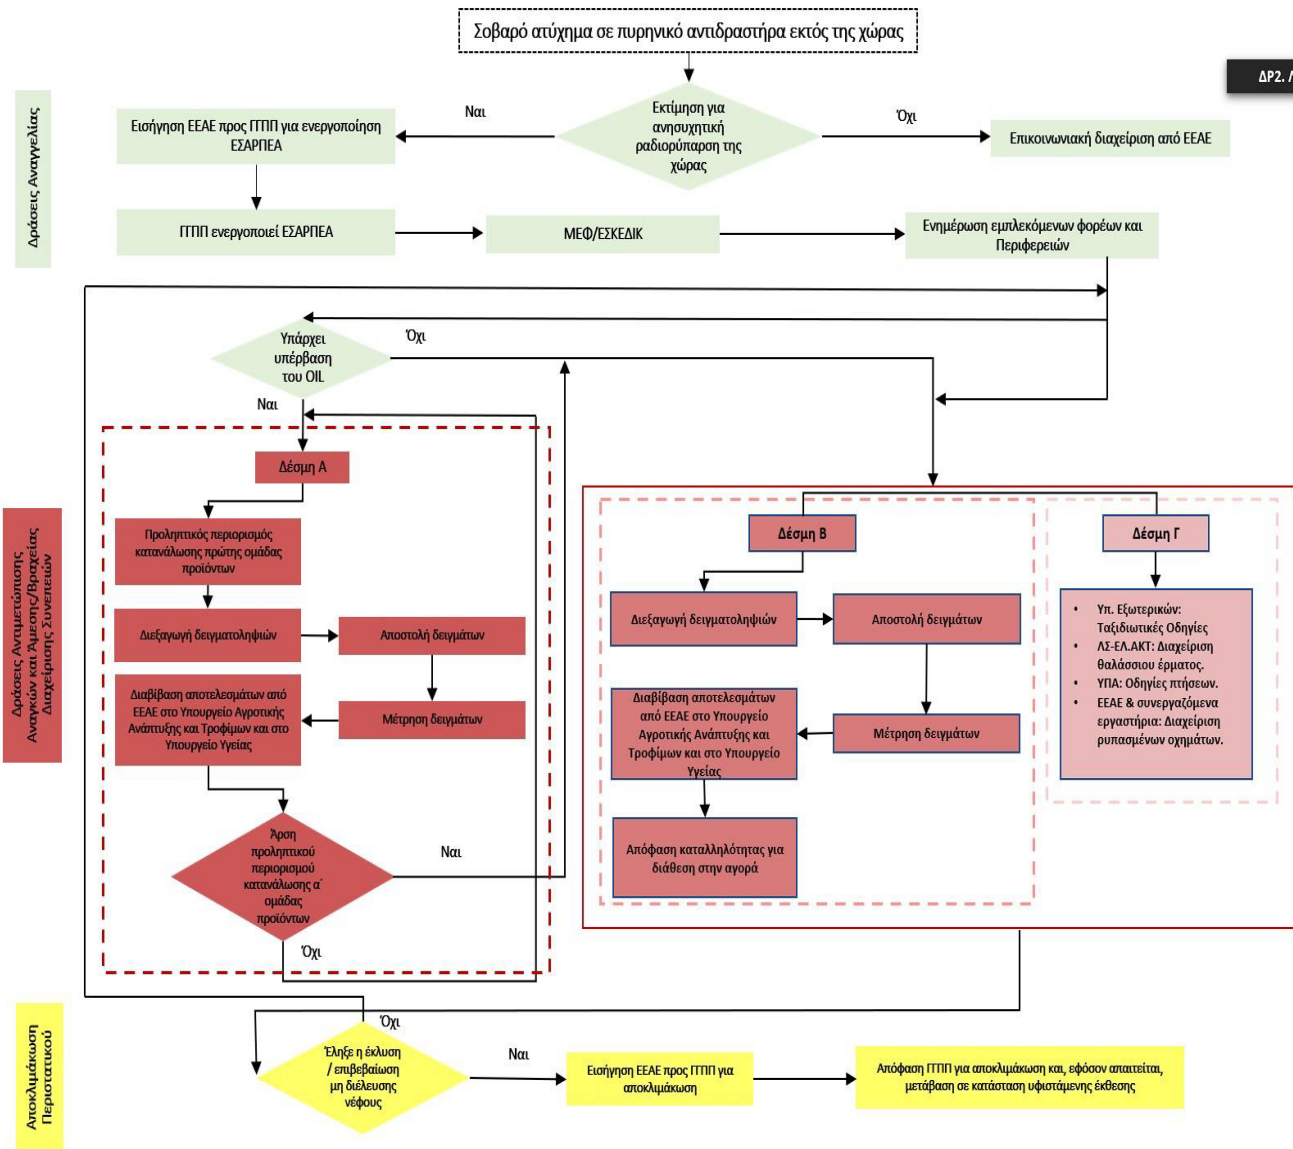 Σοβαρό ατύχημα σε πυρηνικό αντιδραστήρα εκτός της χώρας
ΔΡ2.
Δράσεις Αναγγελίας
Εκτίμηση για
ανησυχητική
ραδιορύπαρση της
χώρας
Ναι
Όχι
Εισήγηση ΕΕΑΕ προς ΓΓΠΠ για ενεργοποίηση
ΕΣΑΡΠΕΑ
Επικοινωνιακή διαχείριση από ΕΕΑΕ
ΓΓΠΠ ενεργοποιεί ΕΣΑΡΠΕΑ
ΜΕΦ/ΕΣΚΕΔΙΚ
Ενημέρωση εμπλεκόμενων φορέων και
Περιφερειών
Υπάρχει
υπέρβαση
του OIL
Όχι
Ναι
Δράσεις Αντιμετώπισης
Αναγκών και Άμεσης/Βραχείας
Διαχείρισης Συνεπειών
Δέσμη Α
Προληπτικός περιορισμός
κατανάλωσης πρώτης ομάδας
προϊόντων
Διεξαγωγή δειγματοληψιών
Αποστολή δειγμάτων
Μέτρηση δειγμάτων
Διαβίβαση αποτελεσμάτων από
ΕΕΑΕ στο Υπουργείο Αγροτικής
Ανάπτυξης και Τροφίμων και στο
Υπουργείο Υγείας
Άρση
προληπτικού
περιορισμού
κατανάλωσης α΄
ομάδας
προϊόντων
Ναι
Όχι
Δέσμη Β
Διεξαγωγή δειγματοληψιών
Αποστολή δειγμάτων
Μέτρηση δειγμάτων
Διαβίβαση αποτελεσμάτων
από ΕΕΑΕ στο Υπουργείο
Αγροτικής Ανάπτυξης και
Τροφίμων και στο Υπουργείο
Υγείας
Απόφαση καταλληλότητας για
διάθεση στην αγορά
Δέσμη Γ
• Υπ. Εξωτερικών:
Ταξιδιωτικές Οδηγίες
• ΛΣ-ΕΛ.ΑΚΤ: Διαχείριση
θαλάσσιου έρματος.
• ΥΠΑ: Οδηγίες πτήσεων.
• ΕΕΑΕ & συνεργαζόμενα
εργαστήρια: Διαχείριση
ρυπασμένων οχημάτων.
Αποκλιμάκωση
Περιστατικού
Όχι
Έληξε η έκλυση
/ επιβεβαίωση
μη διέλευσης
νέφους
Ναι
Εισήγηση ΕΕΑΕ προς ΓΓΠΠ για
αποκλιμάκωση
Απόφαση ΓΓΠΠ για αποκλιμάκωση και, εφόσον απαιτείται,
μετάβαση σε κατάσταση υφιστάμενης έκθεσης